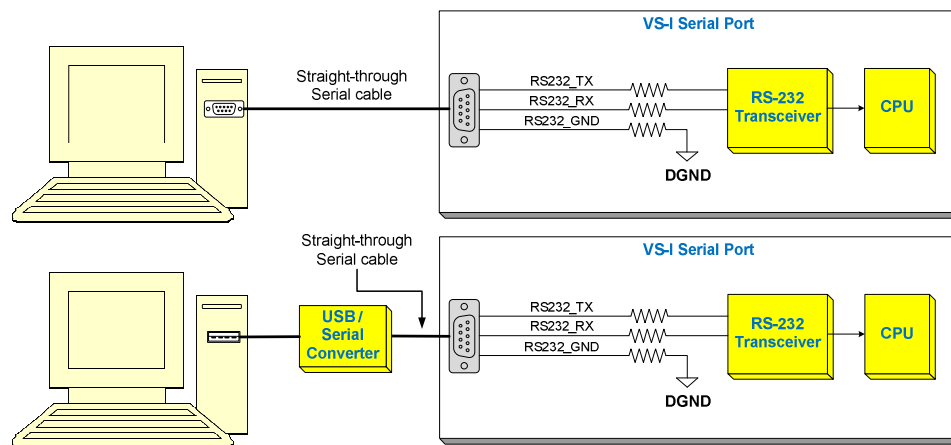 VS-I Serial Port
Straight-through
Serial cable
RS232_TX
RS232_RX
RS232_GND
DGND
RS-232
Transceiver
CPU
VS-I Serial Port
Straight-through
Serial cable
USB /
Serial
Converter
RS232_TX
RS232_RX
RS232_GND
DGND
RS-232
Transceiver
CPU